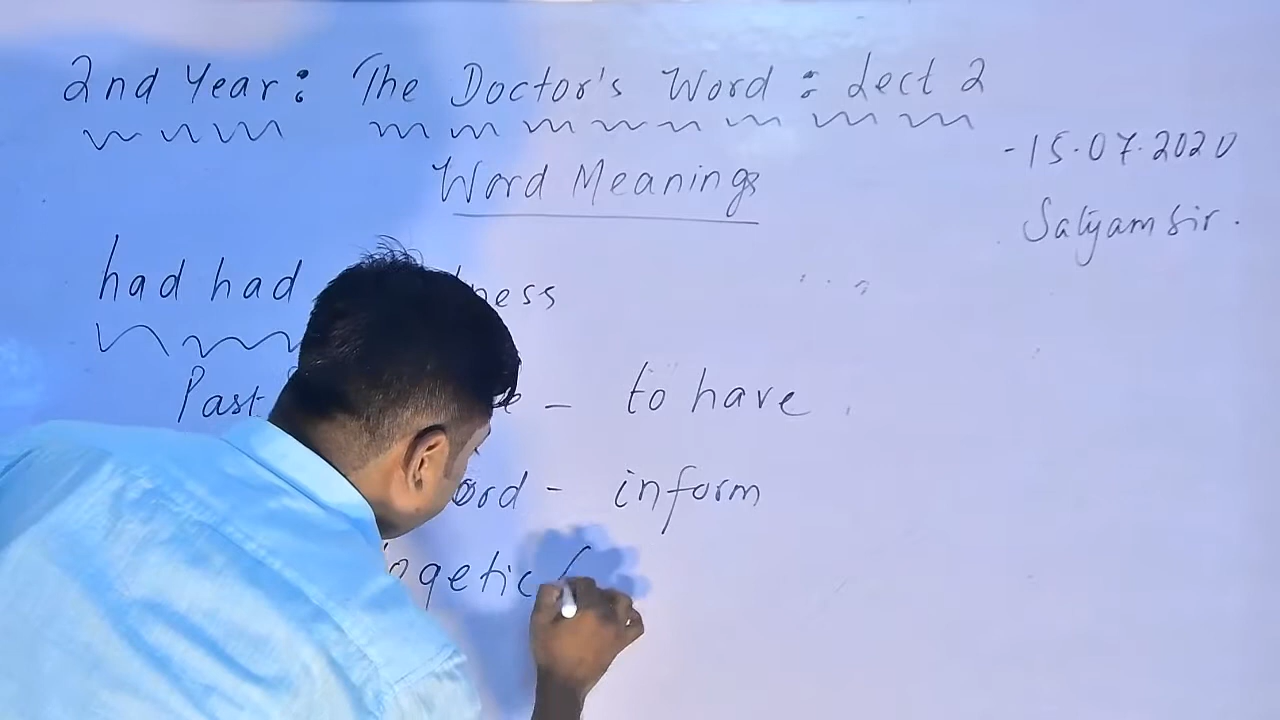 2nd Year: The Doctor's Word: Lect 2
-15.07.2020
Word Meanings
Satyam Sir.
had had
Past - to have
- inform
(